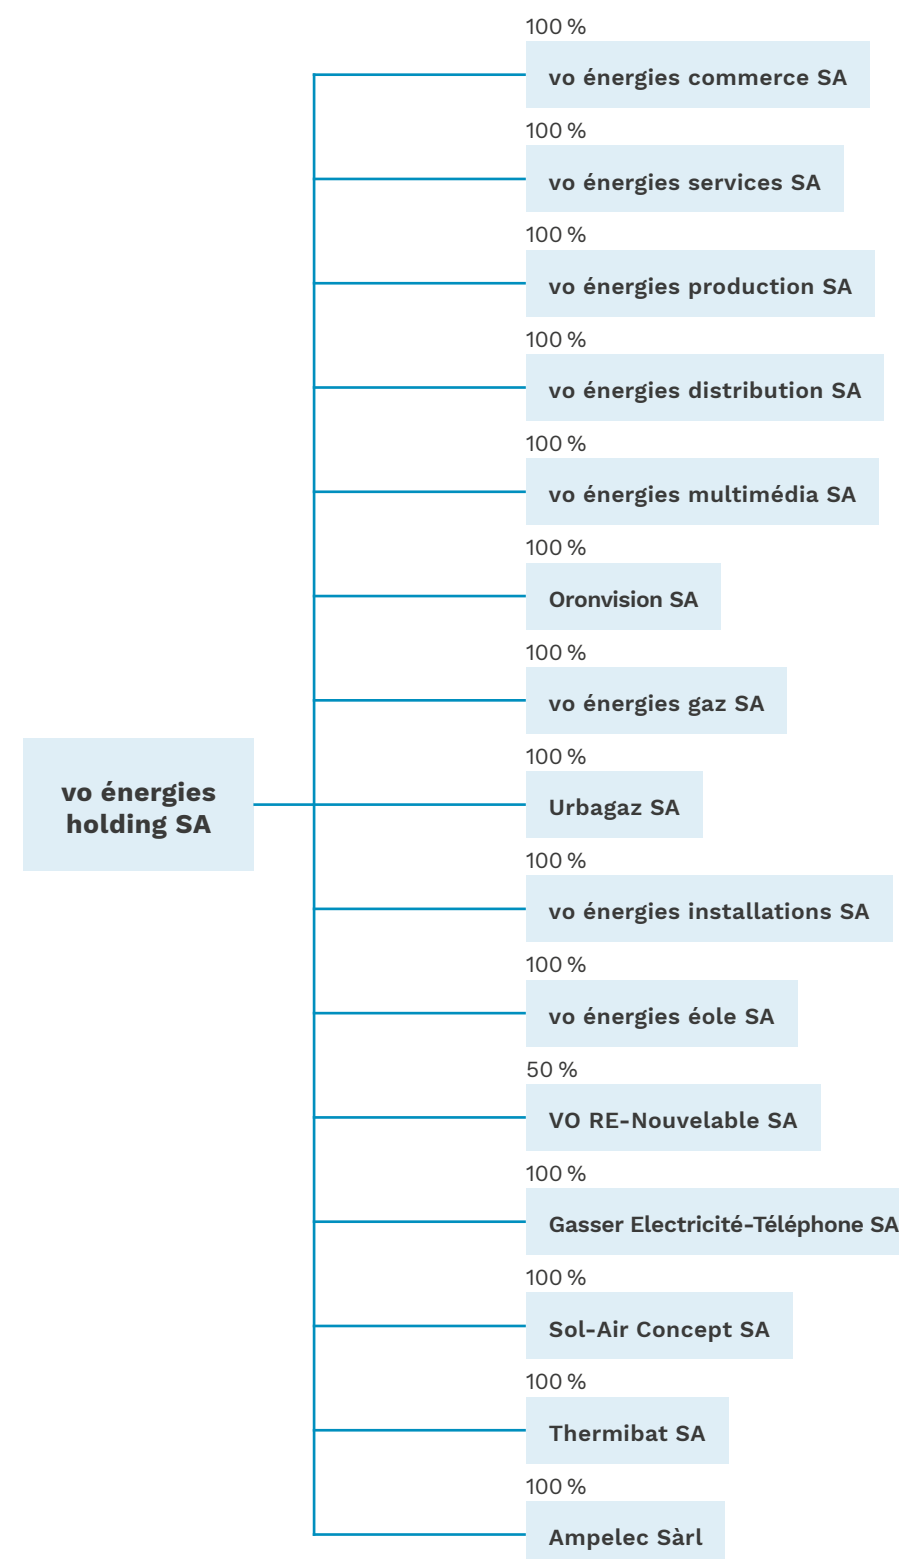 100 %
vo énergies commerce SA
100 %
vo énergies services SA
100 %
vo énergies production SA
100 %
vo énergies distribution SA
100 %
vo énergies multimédia SA
100 %
Oronvision SA
100 %
vo énergies gaz SA
vo énergies
holding SA
100 %
Urbagaz SA
100 %
vo énergies installations SA
100 %
vo énergies éole SA
50 %
VO RE-Nouvelable SA
100 %
Gasser Electricité-Téléphone SA
100 %
Sol-Air Concept SA
100 %
Thermibat SA
100 %
Ampelec Sàrl